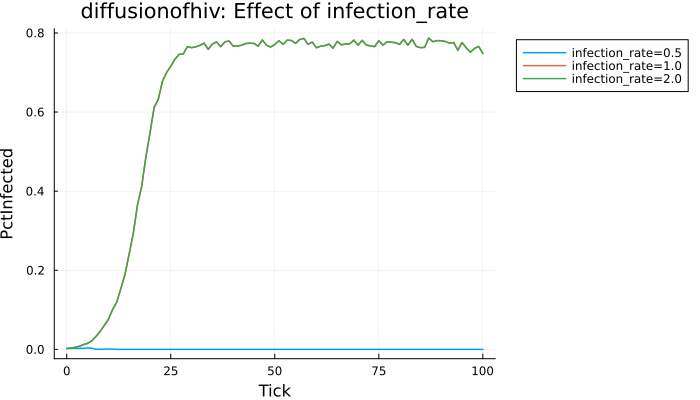 diffusionofhiv: Effect of infection_rate
PctInfected
0.8
0.6
0.4
0.2
0.0
0 25 50 75 100
Tick
infection_rate=0.5
infection_rate=1.0
infection_rate=2.0